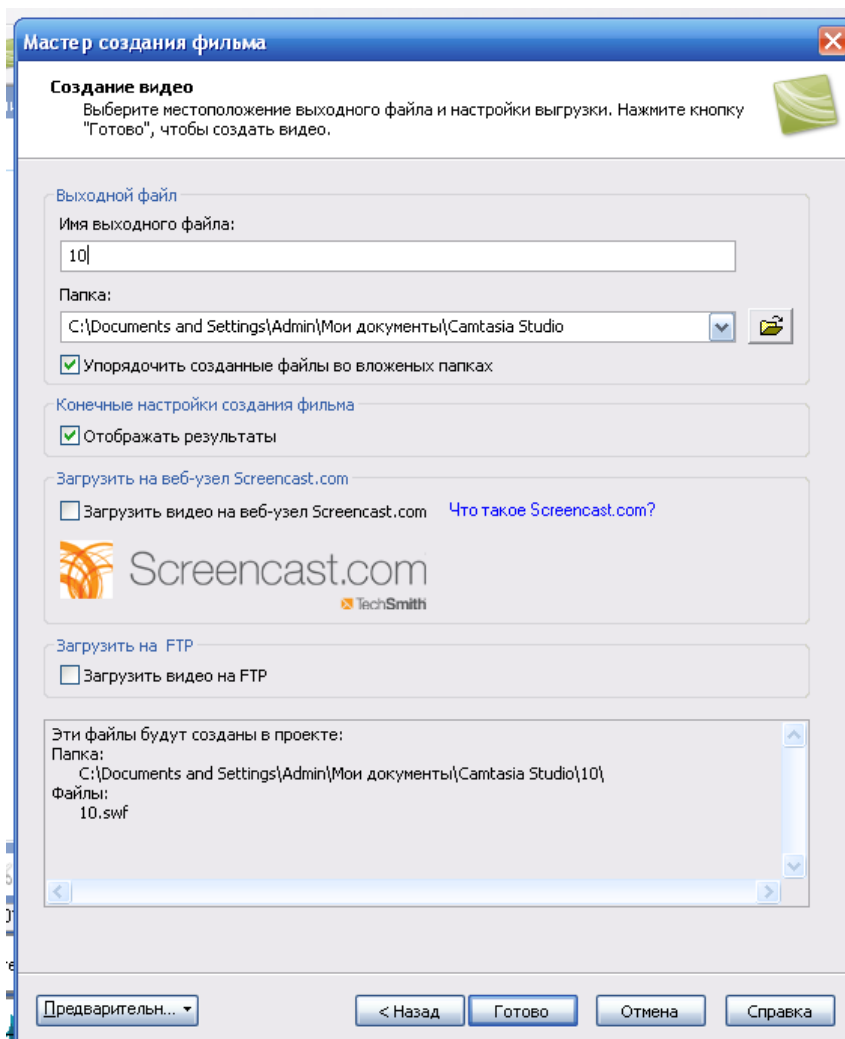 Мастер создания фильма
Создание видео
Выберите местоположение выходного файла и настройки выгрузки. Нажмите кнопку
"Готово", чтобы создать видео.
Выходной файл
Имя выходного файла:
10
Папка:
C:\Documents and Settings\Admin\Мои документы\Camtasia Studio
Упорядочить созданные файлы во вложеных папках
Конечные настройки создания фильма
Отображать результаты
Загрузить на веб-узел Screencast.com
Загрузить видео на веб-узел Screencast.com Что такое Screencast.com?
Screencast.com
TechSmith
Загрузить на FTP
Загрузить видео на FTP
Эти файлы будут созданы в проекте:
Папка:
C:\Documents and Settings\Admin\Мои документы\Camtasia Studio\10\
Файлы:
10.swf
Предварительн... < Назад Готово Отмена Справка